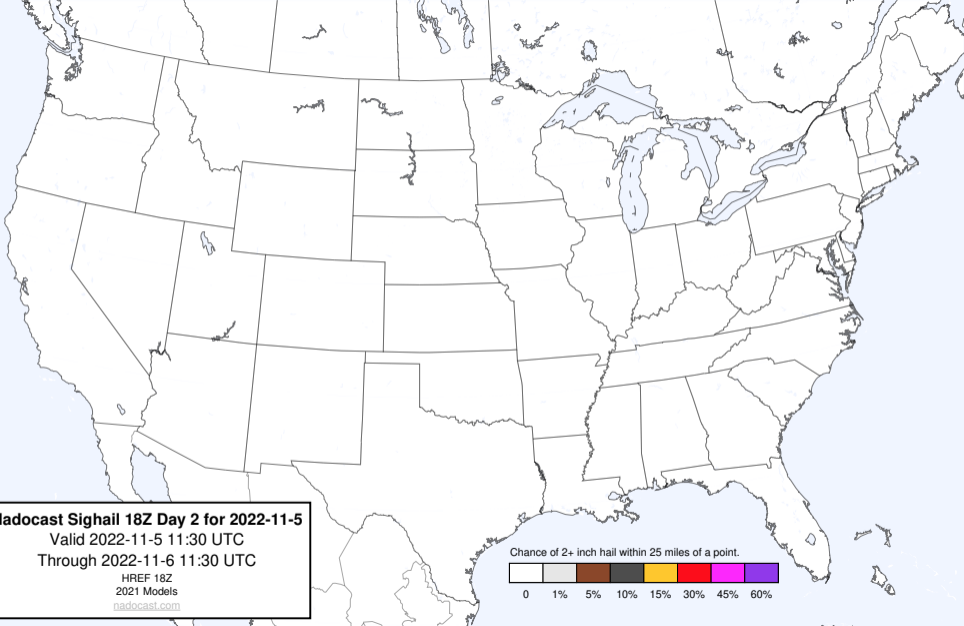 Nadocast Sighail 18Z Day 2 for 2022-11-5
Valid 2022-11-5 11:30 UTC
Through 2022-11-6 11:30 UTC
HREF 18Z
2021 Models
nadocast.com
Chance of 2+ inch hail within 25 miles of a point.
0 1% 5% 10% 15% 30% 45% 60%